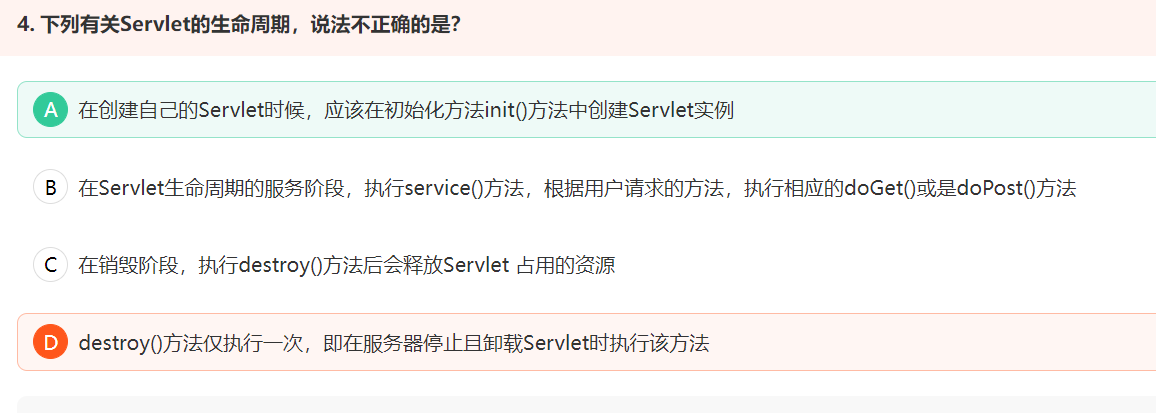 4. 下列有关Servlet的生命周期，说法不正确的是?
A 在创建自己的Servlet时候，应该在初始化方法init()方法中创建Servlet实例
B 在Servlet生命周期的服务阶段，执行service()方法，根据用户请求的方法，执行相应的doGet()或是doPost()方法
C 在销毁阶段，执行destroy()方法后会释放Servlet 占用的资源
D destroy()方法仅执行一次，即在服务器停止且卸载Servlet时执行该方法